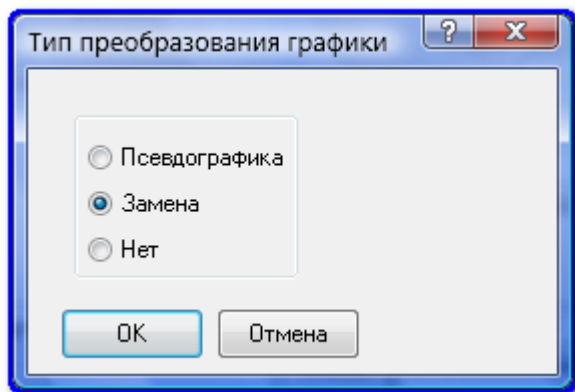 Тип преобразования графики
Псевдографика
Замена
Нет
OK Отмена